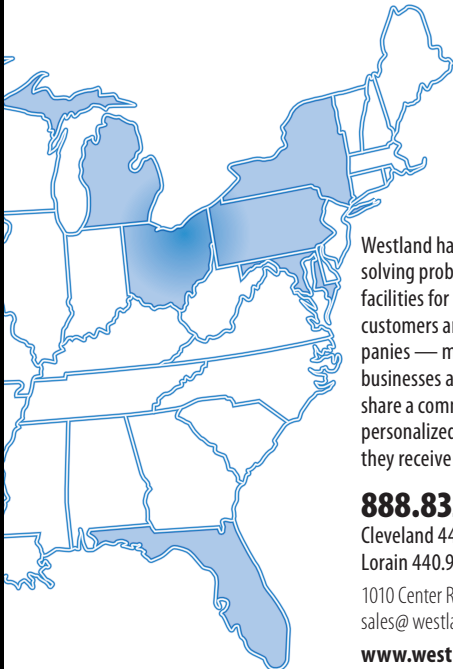 Westland ha
solving prob
facilities for
customers a
panies — m
businesses a
share a comm
personalized
they receive
888.83
Cleveland 44
Lorain 440.9
1010 Center R
sales@ westla
www.west